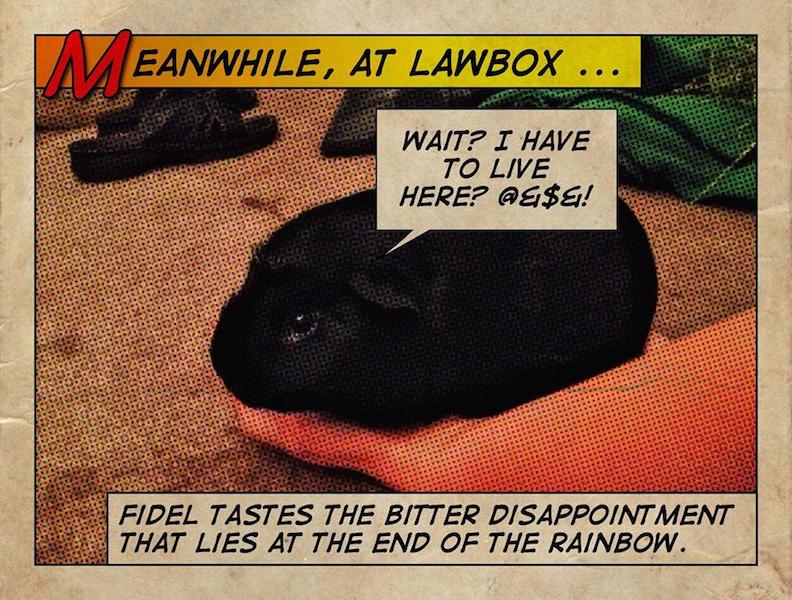 MEANWHILE, AT LAWBOX ...
WAIT? I HAVE
TO LIVE
HERE? @&$&!
FIDEL TASTES THE BITTER DISAPPOINTMENT
THAT LIES AT THE END OF THE RAINBOW.